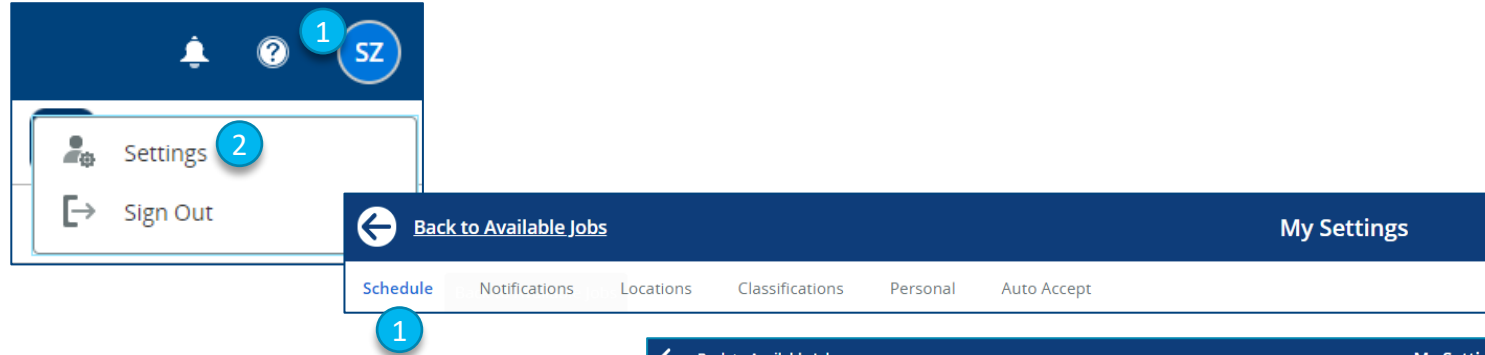 1
SZ
Settings 2
Sign Out
Back to Available Jobs
My Settings
Schedule Notifications Locations Classifications Personal Auto Accept
1